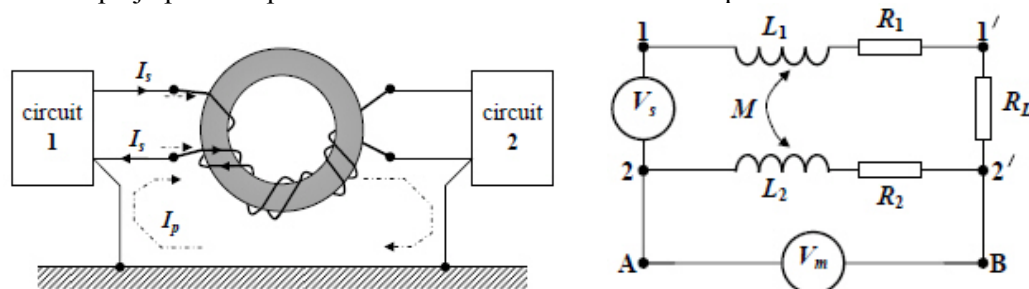 I_s
circuit
1
I_s
I_p
circuit
2
1
L_1
R_1
1′
V_s
M
R_L
2
L_2
R_2
2′
A
V_m
B